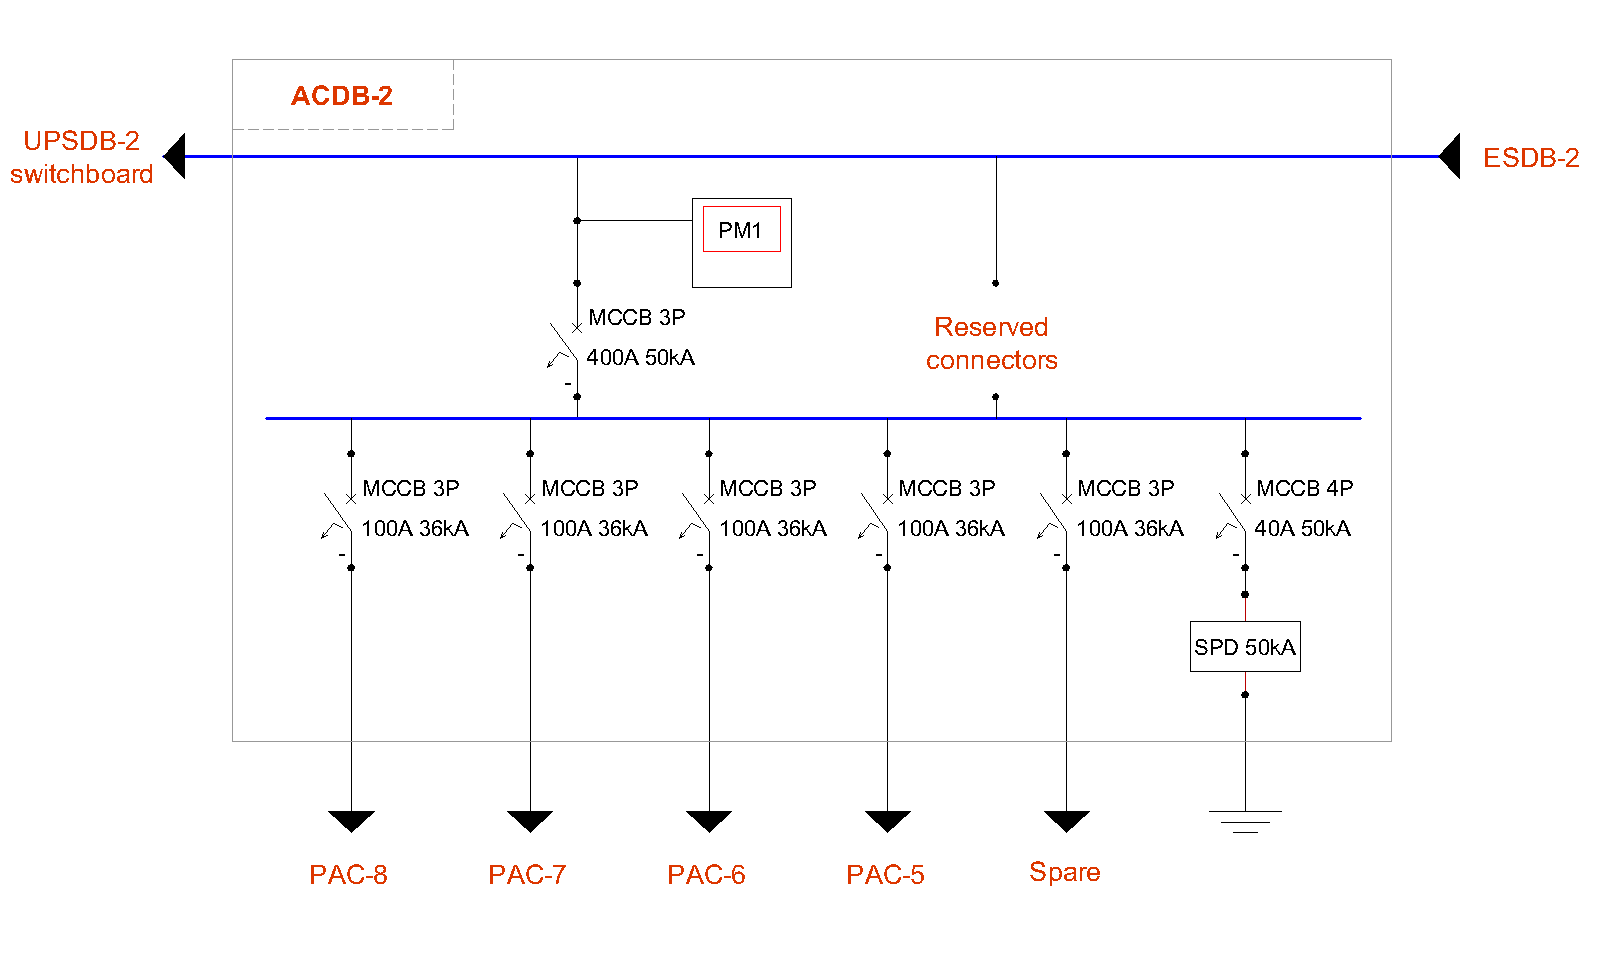 ACDB-2
UPSDB-2
switchboard
ESDB-2
PM1
MCCB 3P
400A 50kA
-
Reserved
connectors
MCCB 3P
100A 36kA
-
MCCB 3P
100A 36kA
-
MCCB 3P
100A 36kA
-
MCCB 3P
100A 36kA
-
MCCB 3P
100A 36kA
-
MCCB 4P
40A 50kA
-
SPD 50kA
PAC-8
PAC-7
PAC-6
PAC-5
Spare